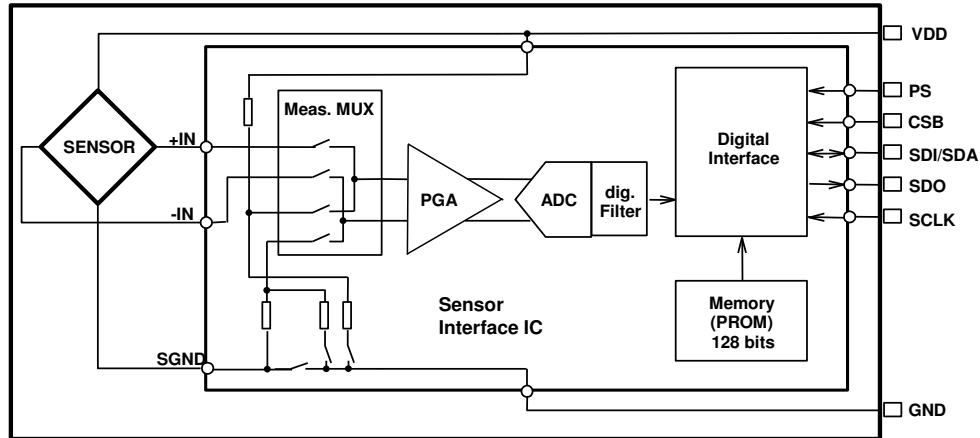 VDD
Meas. MUX
PS
+IN
SENSOR
CSB
Digital
Interface
SDI/SDA
PGA
ADC
dig.
Filter
SDO
-IN
SCLK
Sensor
Interface IC
Memory
(PROM)
128 bits
SGND
GND